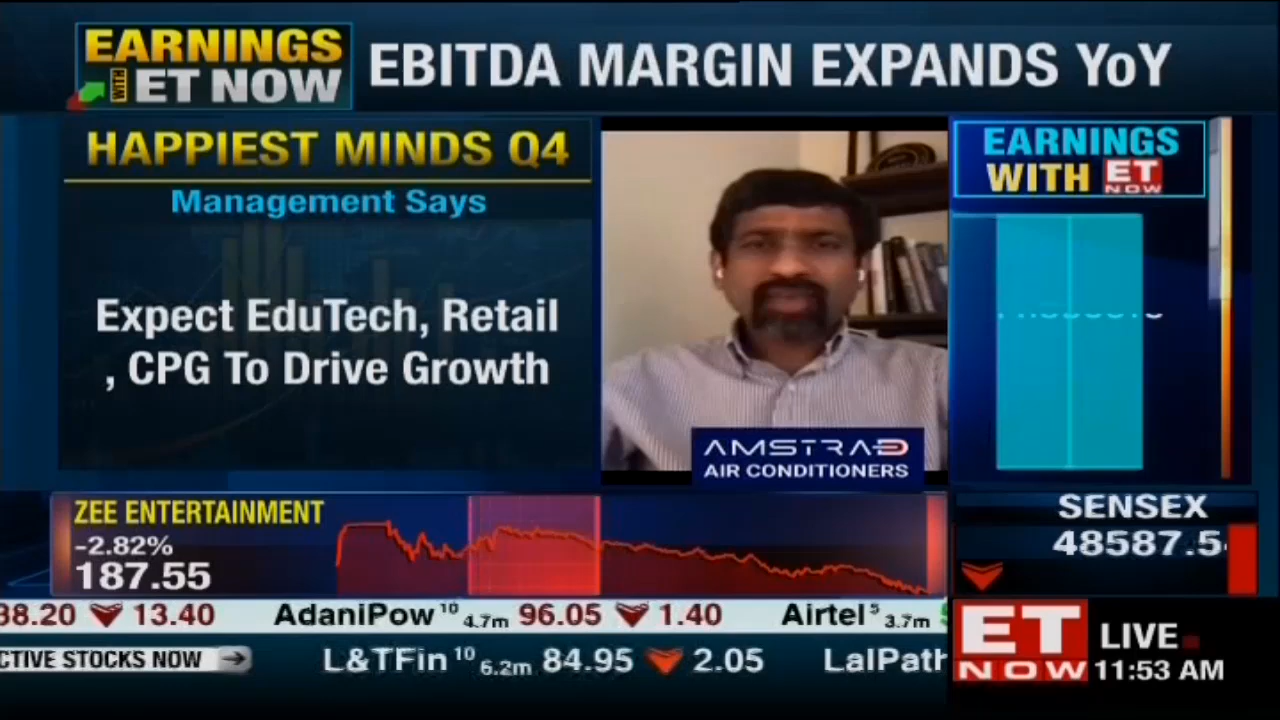 EARNINGS
WITH ET NOW
EBITDA MARGIN EXPANDS YoY
HAPPIEST MINDS Q4
Management Says
Expect EduTech, Retail
, CPG To Drive Growth
AMSTRAD
AIR CONDITIONERS
EARNINGS
WITH ET
NOW
ZEE ENTERTAINMENT
-2.82%
187.55
SENSEX
48587.5
38.20 13.40 AdaniPow 10 4.7m 96.05 1.40 Airtel 5 3.7m
CTIVE STOCKS NOW L&TFin 10 6.2m 84.95 2.05 LalPath
ET
NOW
LIVE
11:53 AM